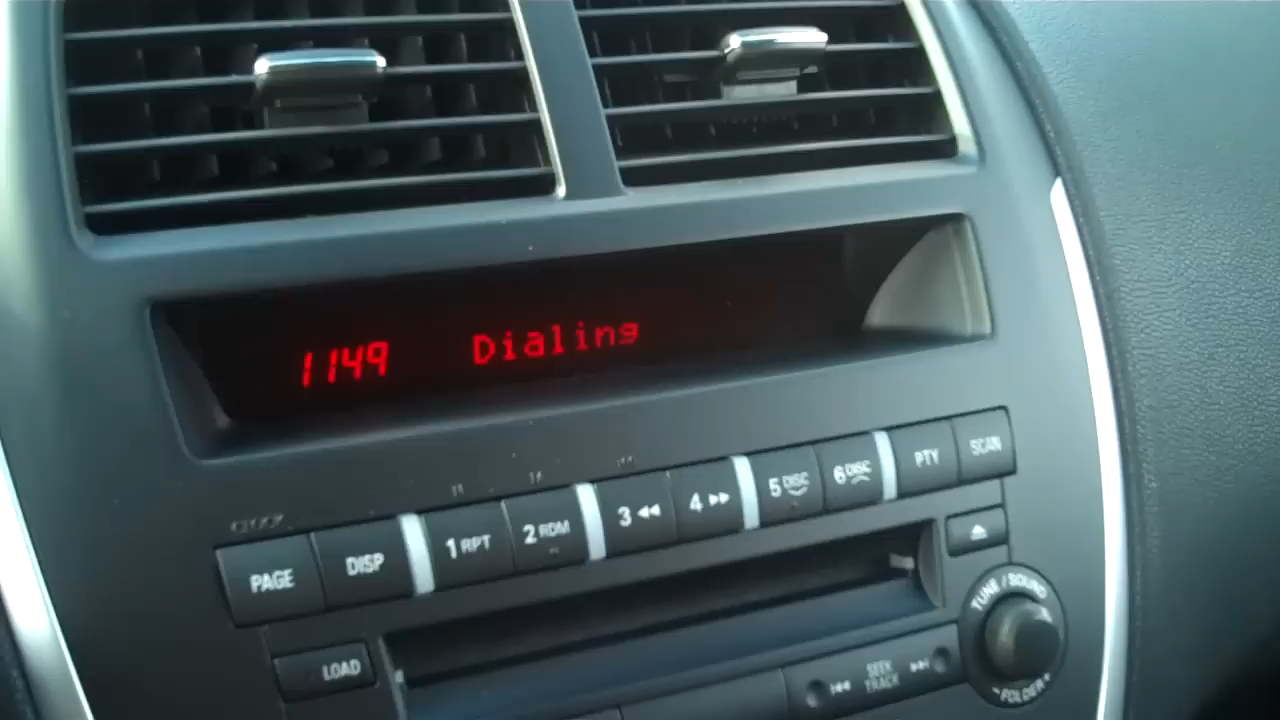 1149 Dialing
CLOCK
PAGE DISP 1 RPT 2 RDM 3 4 5 DISC 6 DISC PTY SCAN
TUNE / SOUND
LOAD
SEEK
TRACK
FOLDER